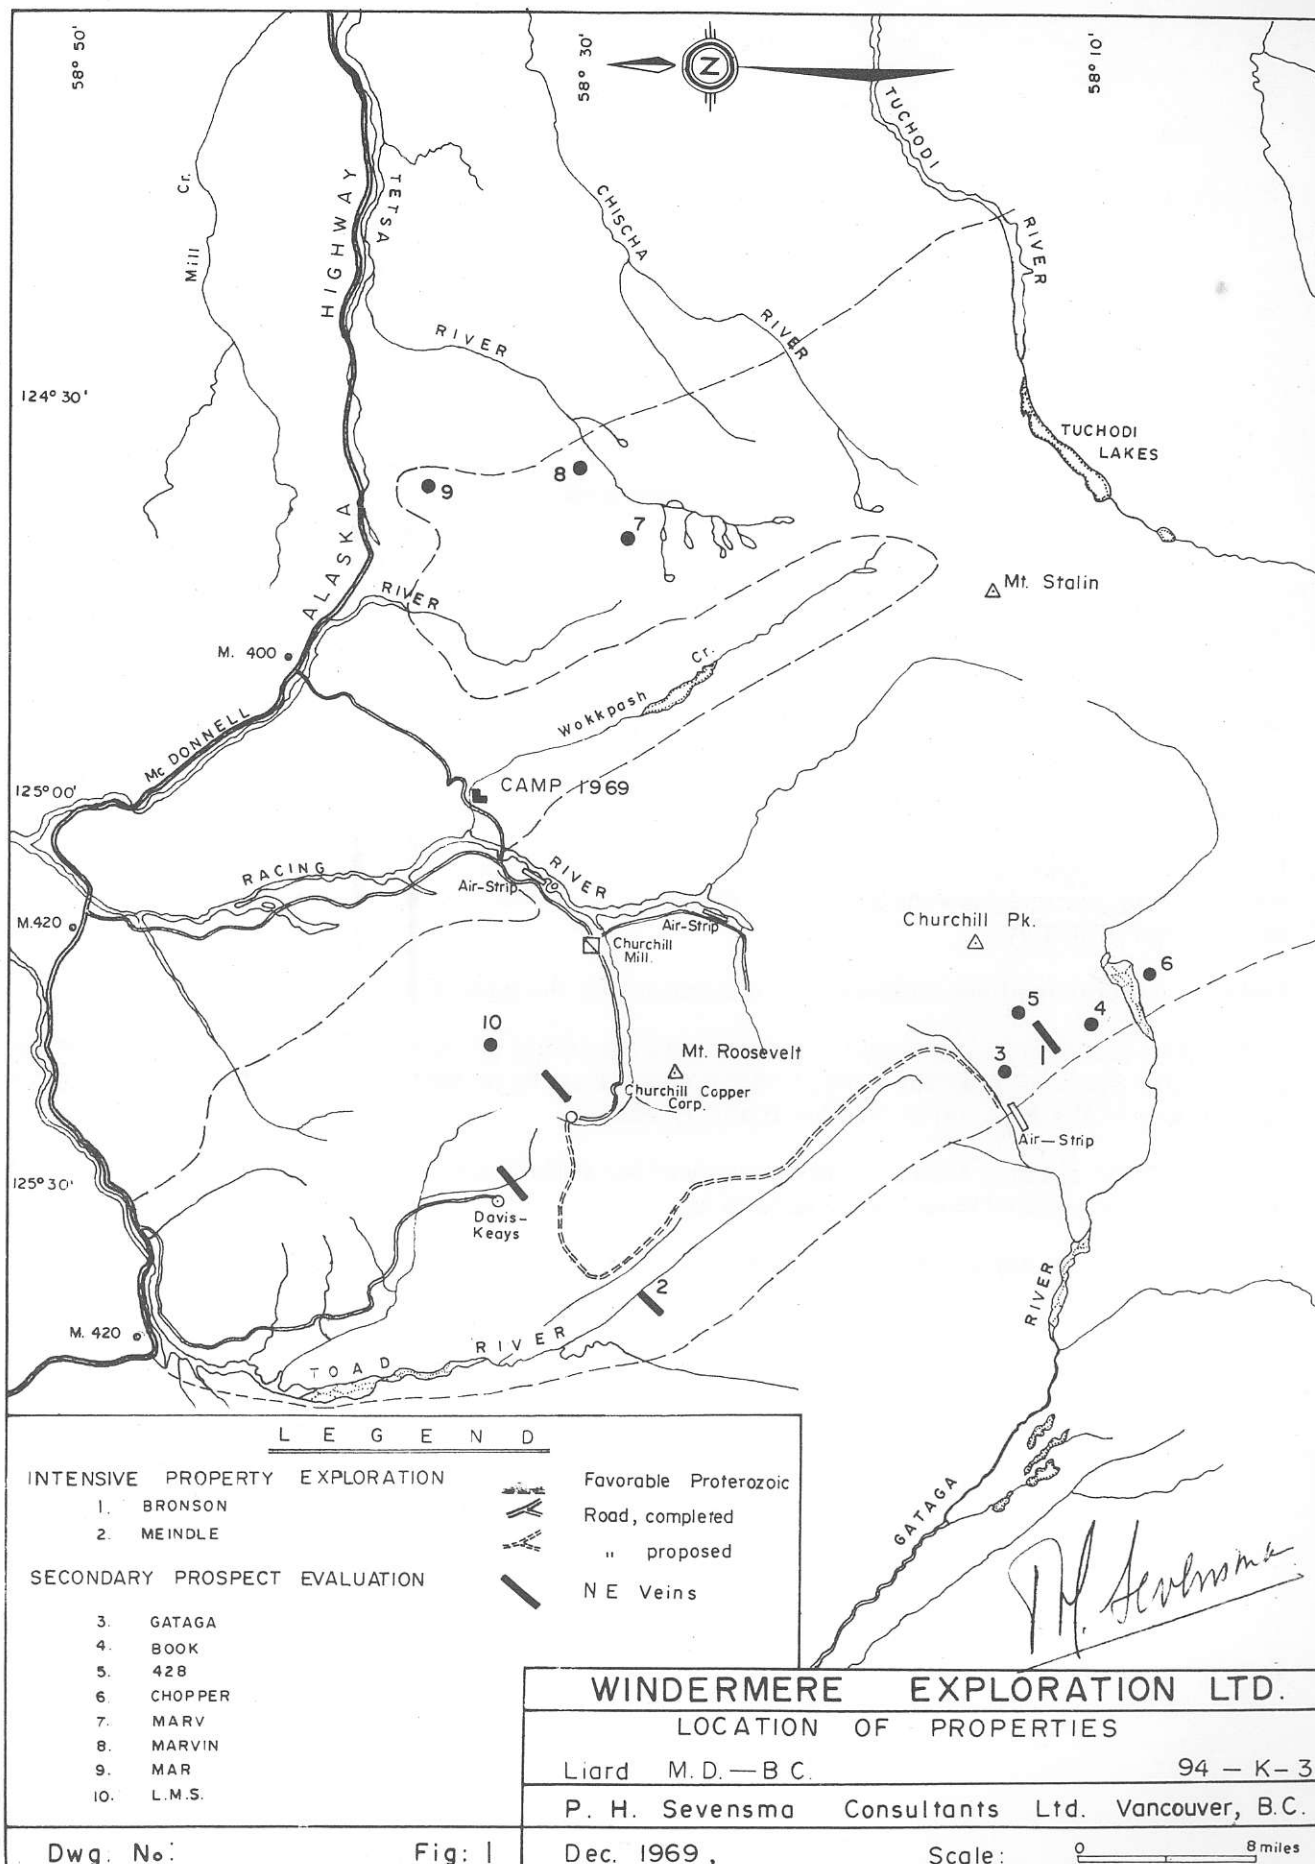 58° 50'
58° 30'
58° 10'
N
Mill Cr.
HIGHWAY
TETSA
RIVER
CHISCHA
RIVER
TUCHODI
RIVER
124° 30'
TUCHODI
LAKES
8
9
7
ALASKA
RIVER
Mt. Stalin
M. 400
Mc DONNELL
Wokkpash Cr.
125° 00'
CAMP 1969
RACING
RIVER
Air-Strip
M. 420
Air-Strip
Churchill
Mill.
Churchill Pk.
6
5
4
10
1
3
Mt. Roosevelt
Churchill Copper
Corp.
Air-Strip
125° 30'
Davis-
Keays
2
RIVER
M. 420
TOAD RIVER
GATAGA
LEGEND
INTENSIVE PROPERTY EXPLORATION
1. BRONSON
2. MEINDLE
SECONDARY PROSPECT EVALUATION
3. GATAGA
4. BOOK
5. 428
6 CHOPPER
7. MARV
8. MARVIN
9. MAR
10. L.M.S.
Favorable Proterozoic
Road, completed
" proposed
N E Veins
P.H. Sevensma
WINDERMERE EXPLORATION LTD.
LOCATION OF PROPERTIES
Liard M.D.—B C. 94 – K – 3
P. H. Sevensma Consultants Ltd. Vancouver, B.C.
Dwg. No: Fig: 1 Dec. 1969, Scale: 0 8 miles